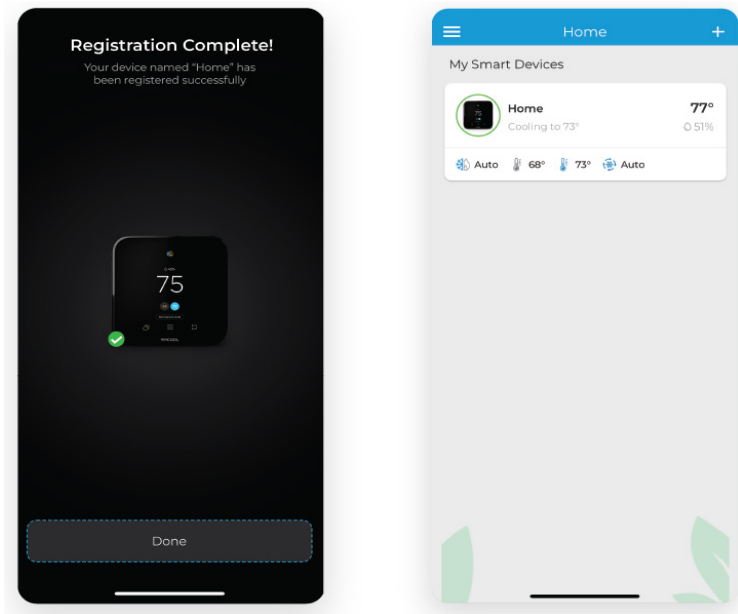 Registration Complete!
Your device named “Home” has
been registered successfully
75
Done
Home
My Smart Devices
Home
77°
Cooling to 73°
51%
Auto 68° 73° Auto